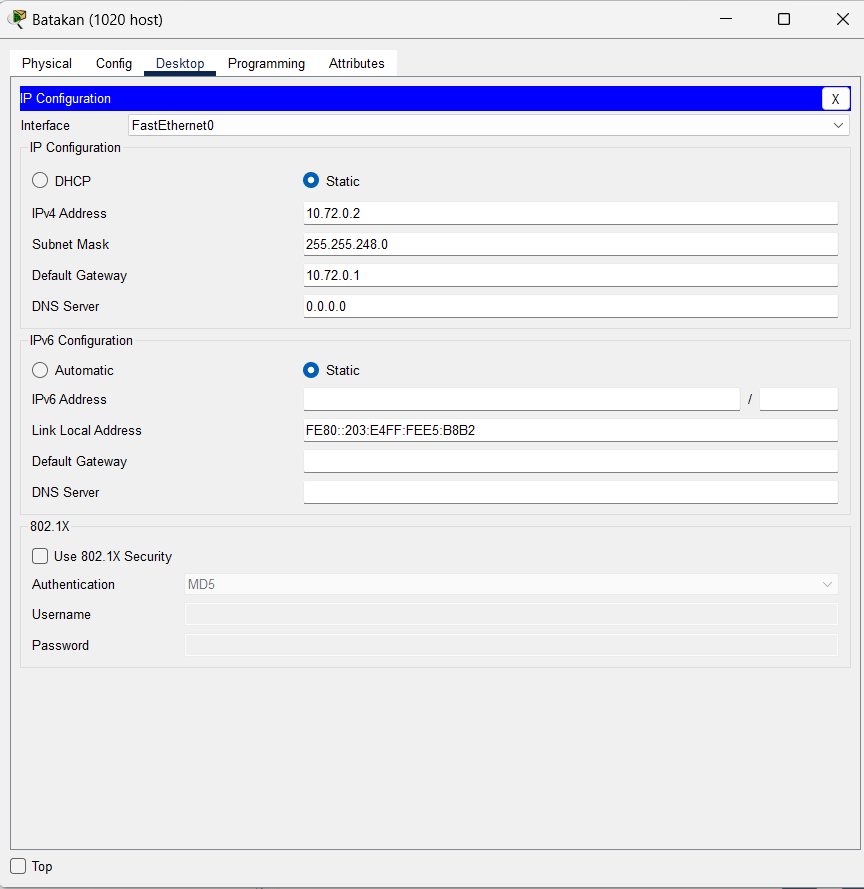 Batakan (1020 host)
Physical Config Desktop Programming Attributes
IP Configuration X
Interface FastEthernet0
IP Configuration
DHCP Static
IPv4 Address 10.72.0.2
Subnet Mask 255.255.248.0
Default Gateway 10.72.0.1
DNS Server 0.0.0.0
IPv6 Configuration
Automatic Static
IPv6 Address /
Link Local Address FE80::203:E4FF:FEE5:B8B2
Default Gateway
DNS Server
802.1X
Use 802.1X Security
Authentication MD5
Username
Password
Top